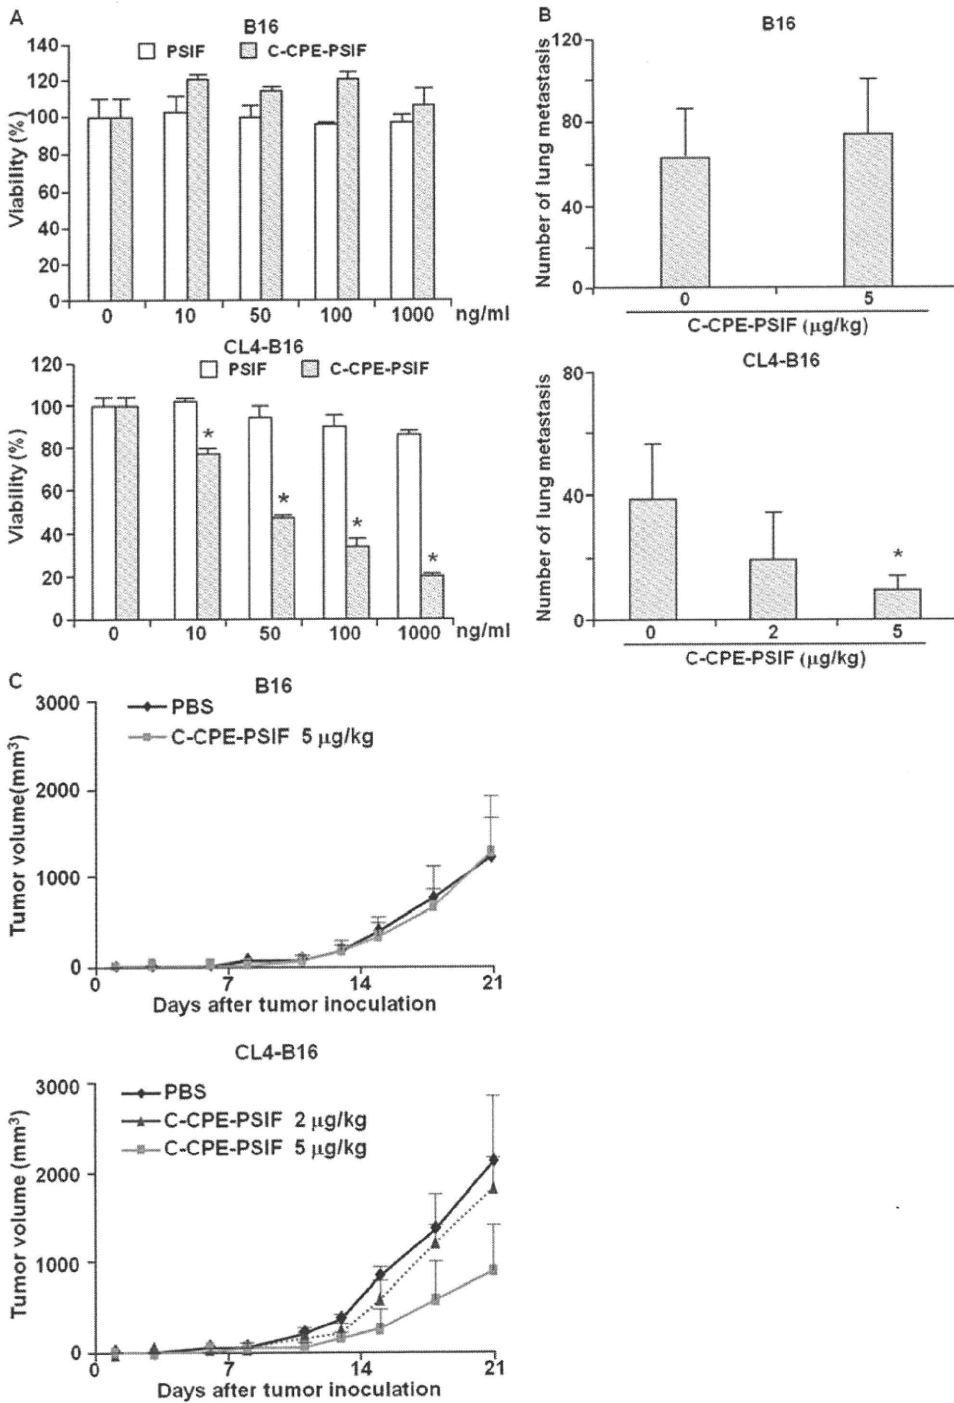 A
B16
PSIF C-CPE-PSIF
Viability (%)
140
120
100
80
60
40
20
0
0 10 50 100 1000 ng/ml
CL4-B16
PSIF C-CPE-PSIF
Viability (%)
120
100
80
60
40
20
0
* * * *
0 10 50 100 1000 ng/ml
B
B16
Number of lung metastasis
120
80
40
0
0 5
C-CPE-PSIF (μg/kg)
CL4-B16
Number of lung metastasis
80
40
0
*
0 2 5
C-CPE-PSIF (μg/kg)
C
B16
PBS
C-CPE-PSIF 5 μg/kg
Tumor volume(mm³)
3000
2000
1000
0
0 7 14 21
Days after tumor inoculation
CL4-B16
PBS
C-CPE-PSIF 2 μg/kg
C-CPE-PSIF 5 μg/kg
Tumor volume (mm³)
3000
2000
1000
0
0 7 14 21
Days after tumor inoculation